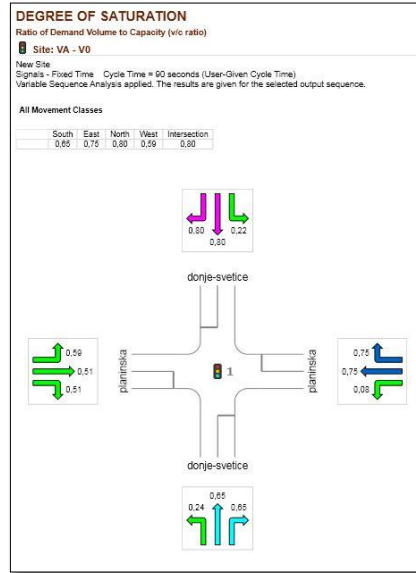 DEGREE OF SATURATION
Ratio of Demand Volume to Capacity (v/c ratio)
Site: VA - V0
New Site
Signals - Fixed Time Cycle Time = 90 seconds (User-Given Cycle Time)
Variable Sequence Analysis applied. The results are given for the selected output sequence.
All Movement Classes
South East North West Intersection
0,65 0,75 0,80 0,59 0,80
0,80 0,22
0,80
donje-svetice
0,59
0,51
0,51
planinska
1
planinska
0,75
0,75
0,08
donje-svetice
0,65
0,24 0,65